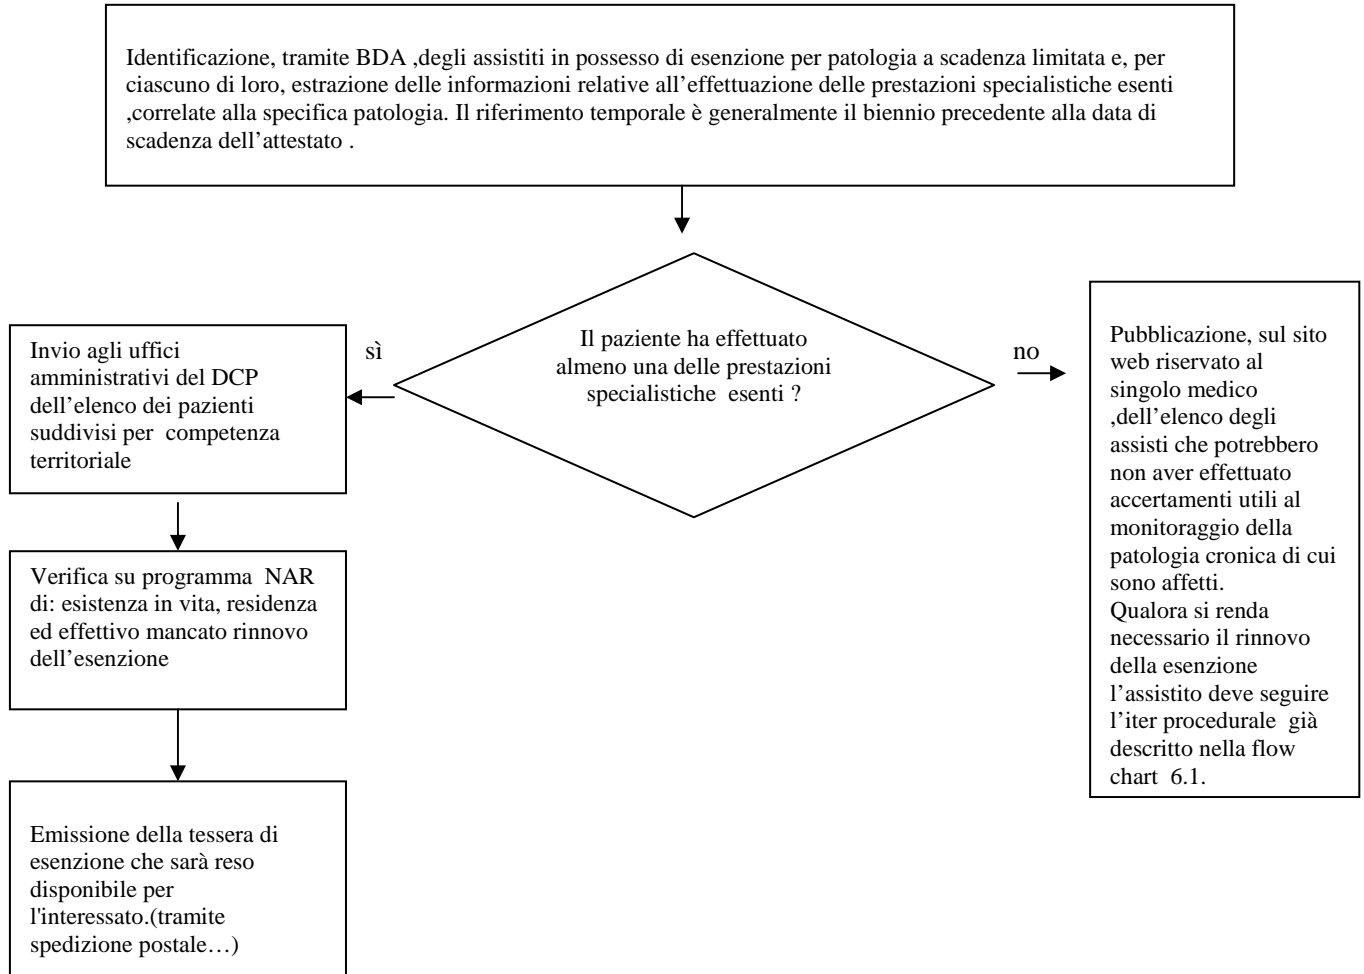 Identificazione, tramite BDA ,degli assistiti in possesso di esenzione per patologia a scadenza limitata e, per
ciascuno di loro, estrazione delle informazioni relative all’effettuazione delle prestazioni specialistiche esenti
,correlate alla specifica patologia. Il riferimento temporale è generalmente il biennio precedente alla data di
scadenza dell’attestato .
Il paziente ha effettuato
almeno una delle prestazioni
specialistiche esenti ?
sì
no
Invio agli uffici
amministrativi del DCP
dell’elenco dei pazienti
suddivisi per competenza
territoriale
Verifica su programma NAR
di: esistenza in vita, residenza
ed effettivo mancato rinnovo
dell’esenzione
Emissione della tessera di
esenzione che sarà reso
disponibile per
l'interessato.(tramite
spedizione postale…)
Pubblicazione, sul sito
web riservato al
singolo medico
,dell’elenco degli
assisti che potrebbero
non aver effettuato
accertamenti utili al
monitoraggio della
patologia cronica di cui
sono affetti.
Qualora si renda
necessario il rinnovo
della esenzione
l’assistito deve seguire
l’iter procedurale già
descritto nella flow
chart 6.1.